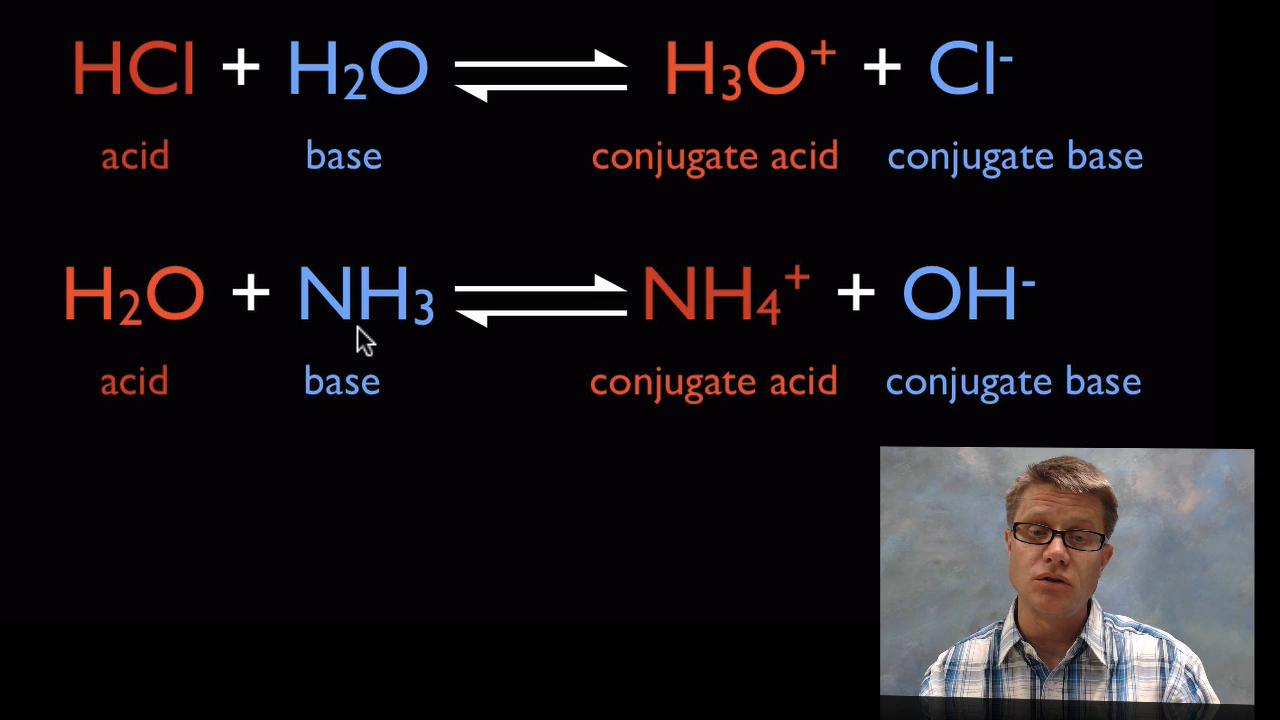 HCl + H₂O ⇌ H₃O⁺ + Cl⁻
acid base conjugate acid conjugate base
H₂O + NH₃ ⇌ NH₄⁺ + OH⁻
acid base conjugate acid conjugate base